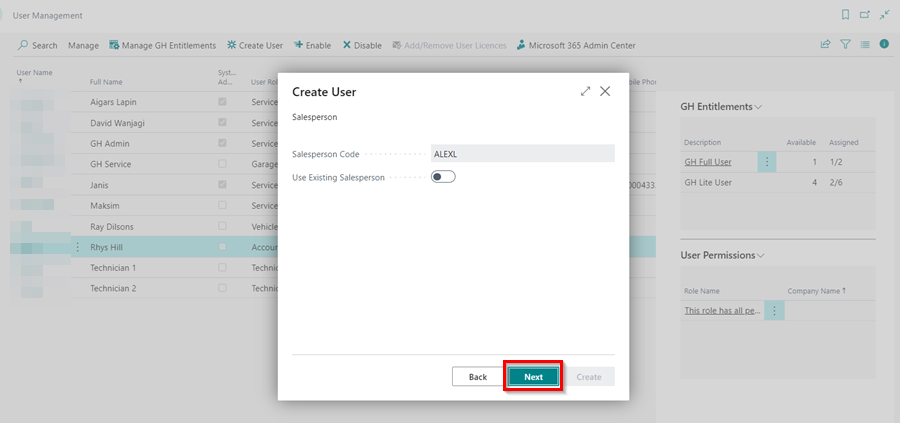 User Management
Search Manage Manage GH Entitlements Create User Enable Disable Add/Remove User Licences Microsoft 365 Admin Center
User Name ↑
Full Name
Syst... Ad...
User Rol
bile Phon
Aigars Lapin Service
David Wanjagi Service
GH Admin Service
GH Service Garage
Janis Service 000433
Maksim Service
Ray Dilsons Vehicle
Rhys Hill Accoun
Technician 1 Technic
Technician 2 Technic
Create User
Salesperson
Salesperson Code ALEXL
Use Existing Salesperson
Back Next Create
GH Entitlements
Description Available Assigned
GH Full User 1 1/2
GH Lite User 4 2/6
User Permissions
Role Name Company Name ↑
This role has all pe...